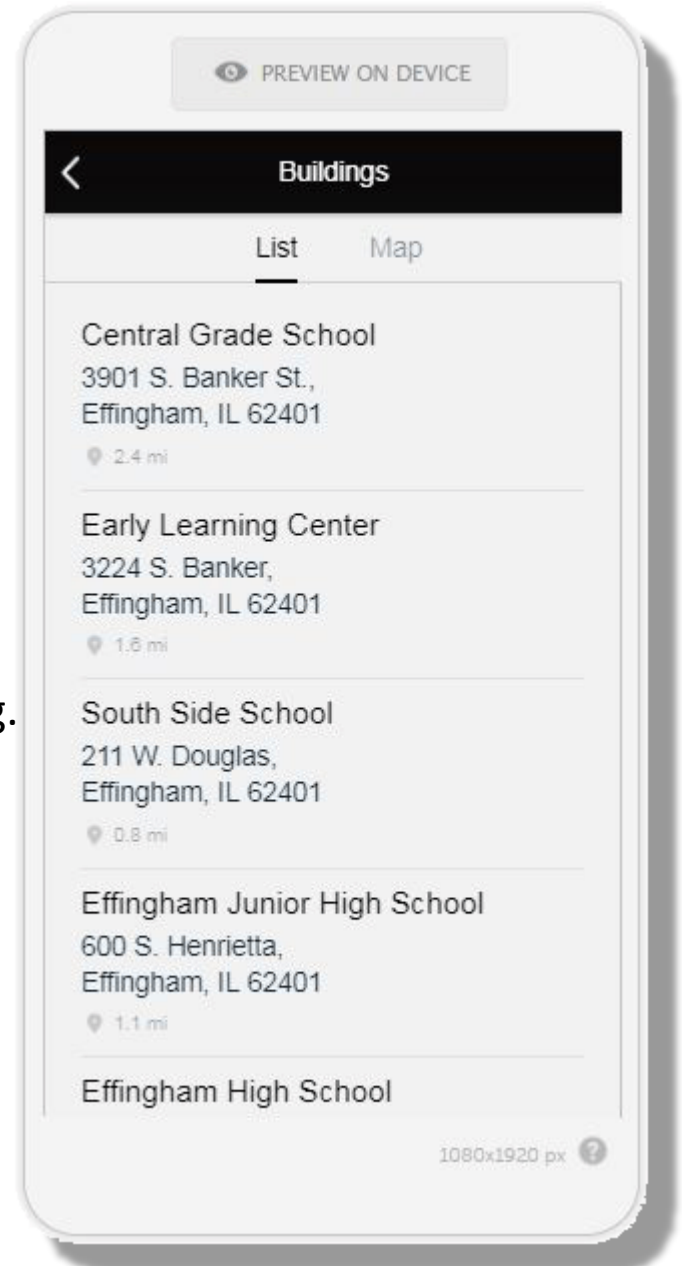 PREVIEW ON DEVICE
Buildings
List Map
Central Grade School
3901 S. Banker St.,
Effingham, IL 62401
2.4 mi
Early Learning Center
3224 S. Banker,
Effingham, IL 62401
1.6 mi
g.
South Side School
211 W. Douglas,
Effingham, IL 62401
0.8 mi
Effingham Junior High School
600 S. Henrietta,
Effingham, IL 62401
1.1 mi
Effingham High School
1080x1920 px ?